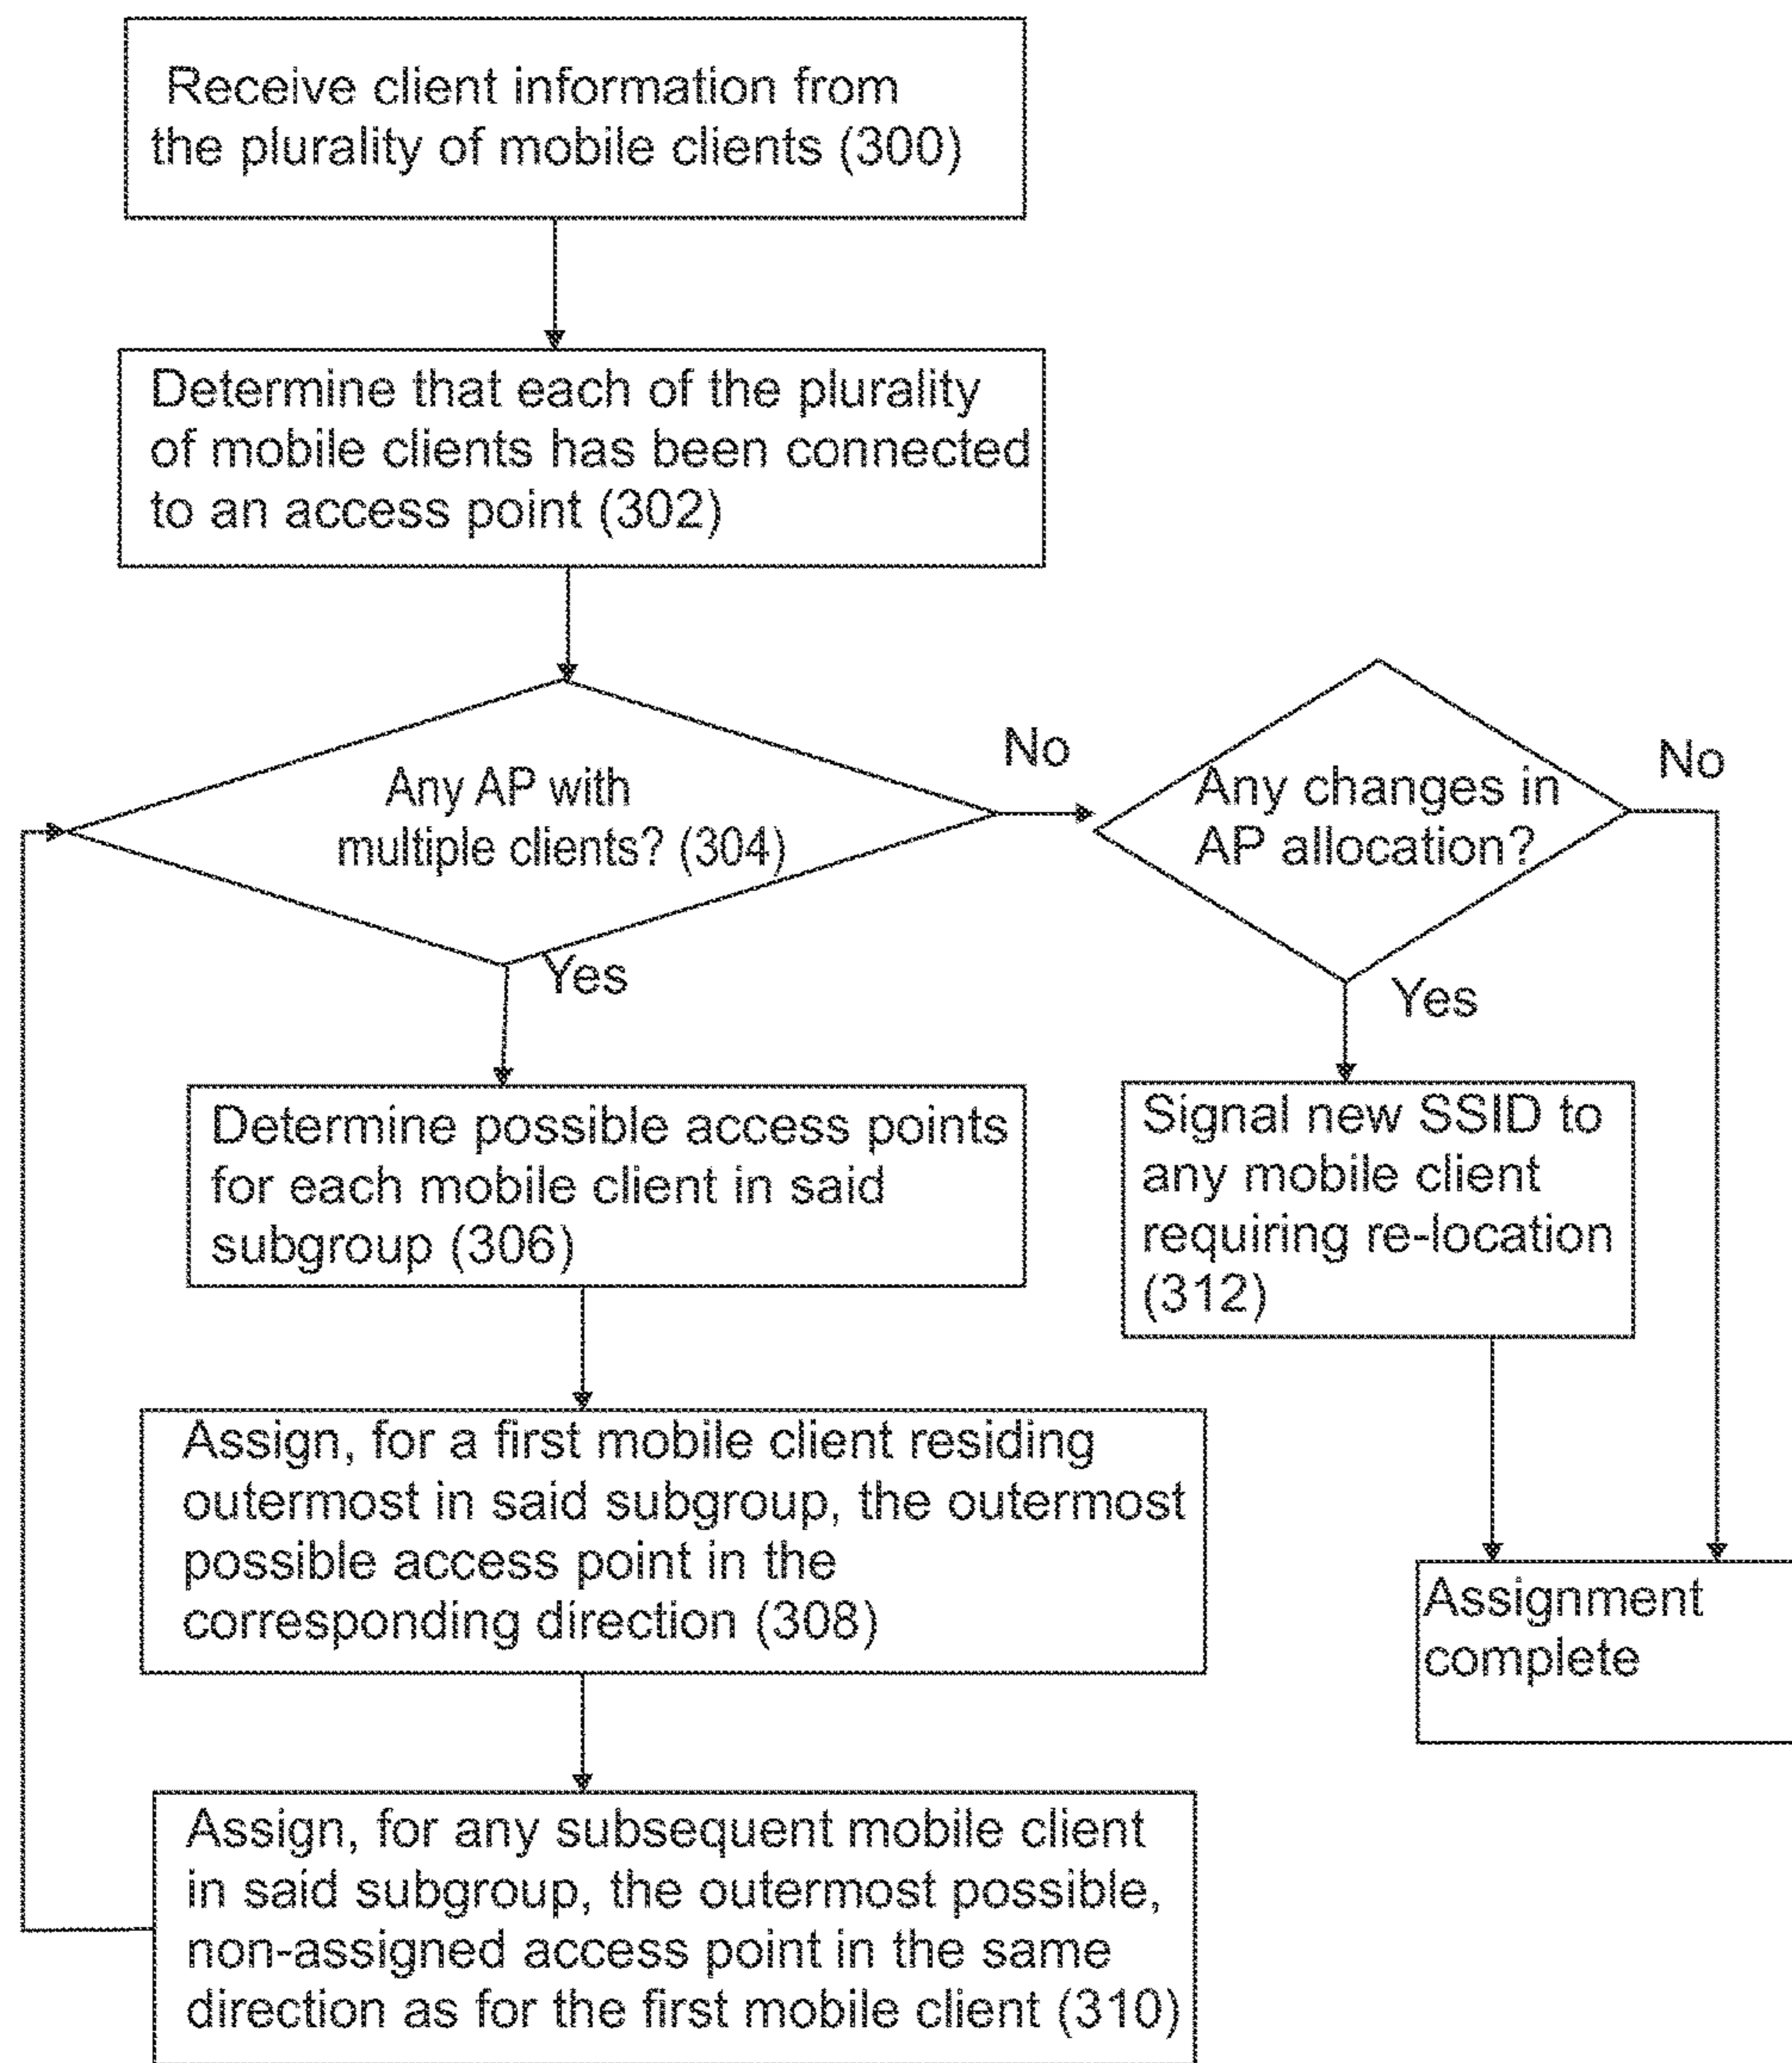 Receive client information from
the plurality of mobile clients (300)
Determine that each of the plurality
of mobile clients has been connected
to an access point (302)
Any AP with
multiple clients? (304)
No
Any changes in
AP allocation?
No
Yes
Yes
Determine possible access points
for each mobile client in said
subgroup (306)
Signal new SSID to
any mobile client
requiring re-location
(312)
Assign, for a first mobile client residing
outermost in said subgroup, the outermost
possible access point in the
corresponding direction (308)
Assignment
complete
Assign, for any subsequent mobile client
in said subgroup, the outermost possible,
non-assigned access point in the same
direction as for the first mobile client (310)